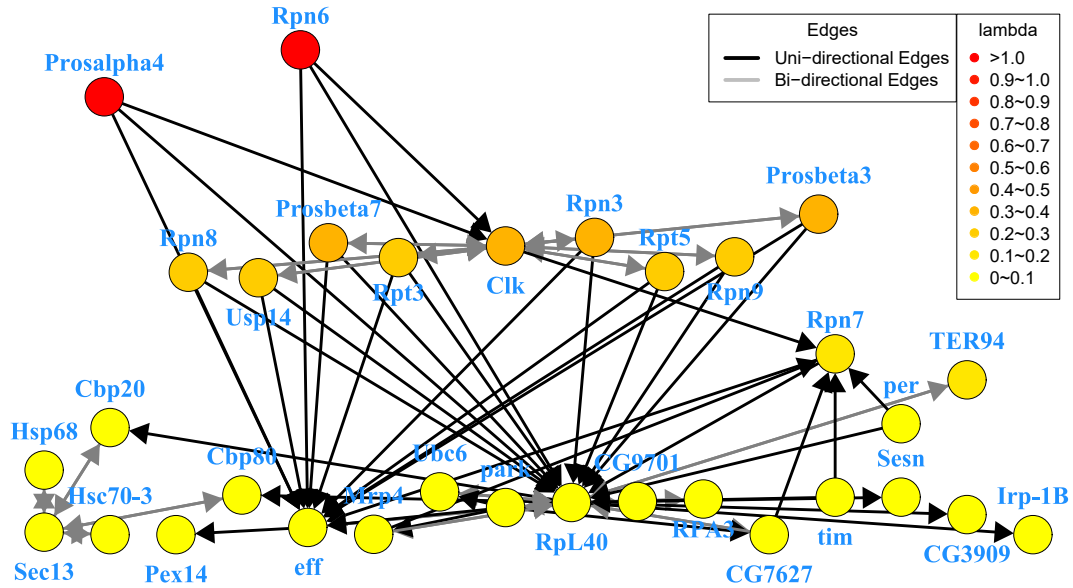 Rpn6
Prosalpha4
Edges
Uni−directional Edges
Bi−directional Edges
lambda
>1.0
0.9~1.0
0.8~0.9
0.7~0.8
0.6~0.7
0.5~0.6
0.4~0.5
0.3~0.4
0.2~0.3
0.1~0.2
0~0.1
Prosbeta3
Prosbeta7
Rpn3
Rpn8
Rpt5
Clk
Rpt3
Rpn9
Usp14
Rpn7
TER94
Cbp20
per
Hsp68
Cbp80
Ubc6
park
CG9701
Sesn
Hsc70-3
Mrp4
Irp-1B
RPA3
tim
RpL40
CG3909
Sec13
Pex14
eff
CG7627